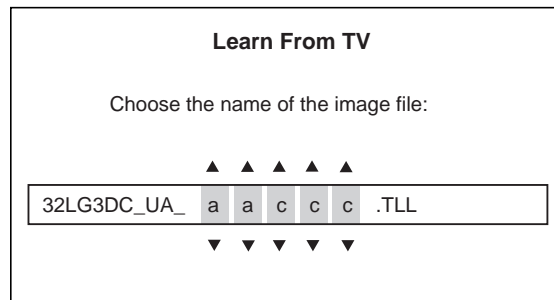 Learn From TV
Choose the name of the image file:
32LG3DC_UA_ a a c c c .TLL